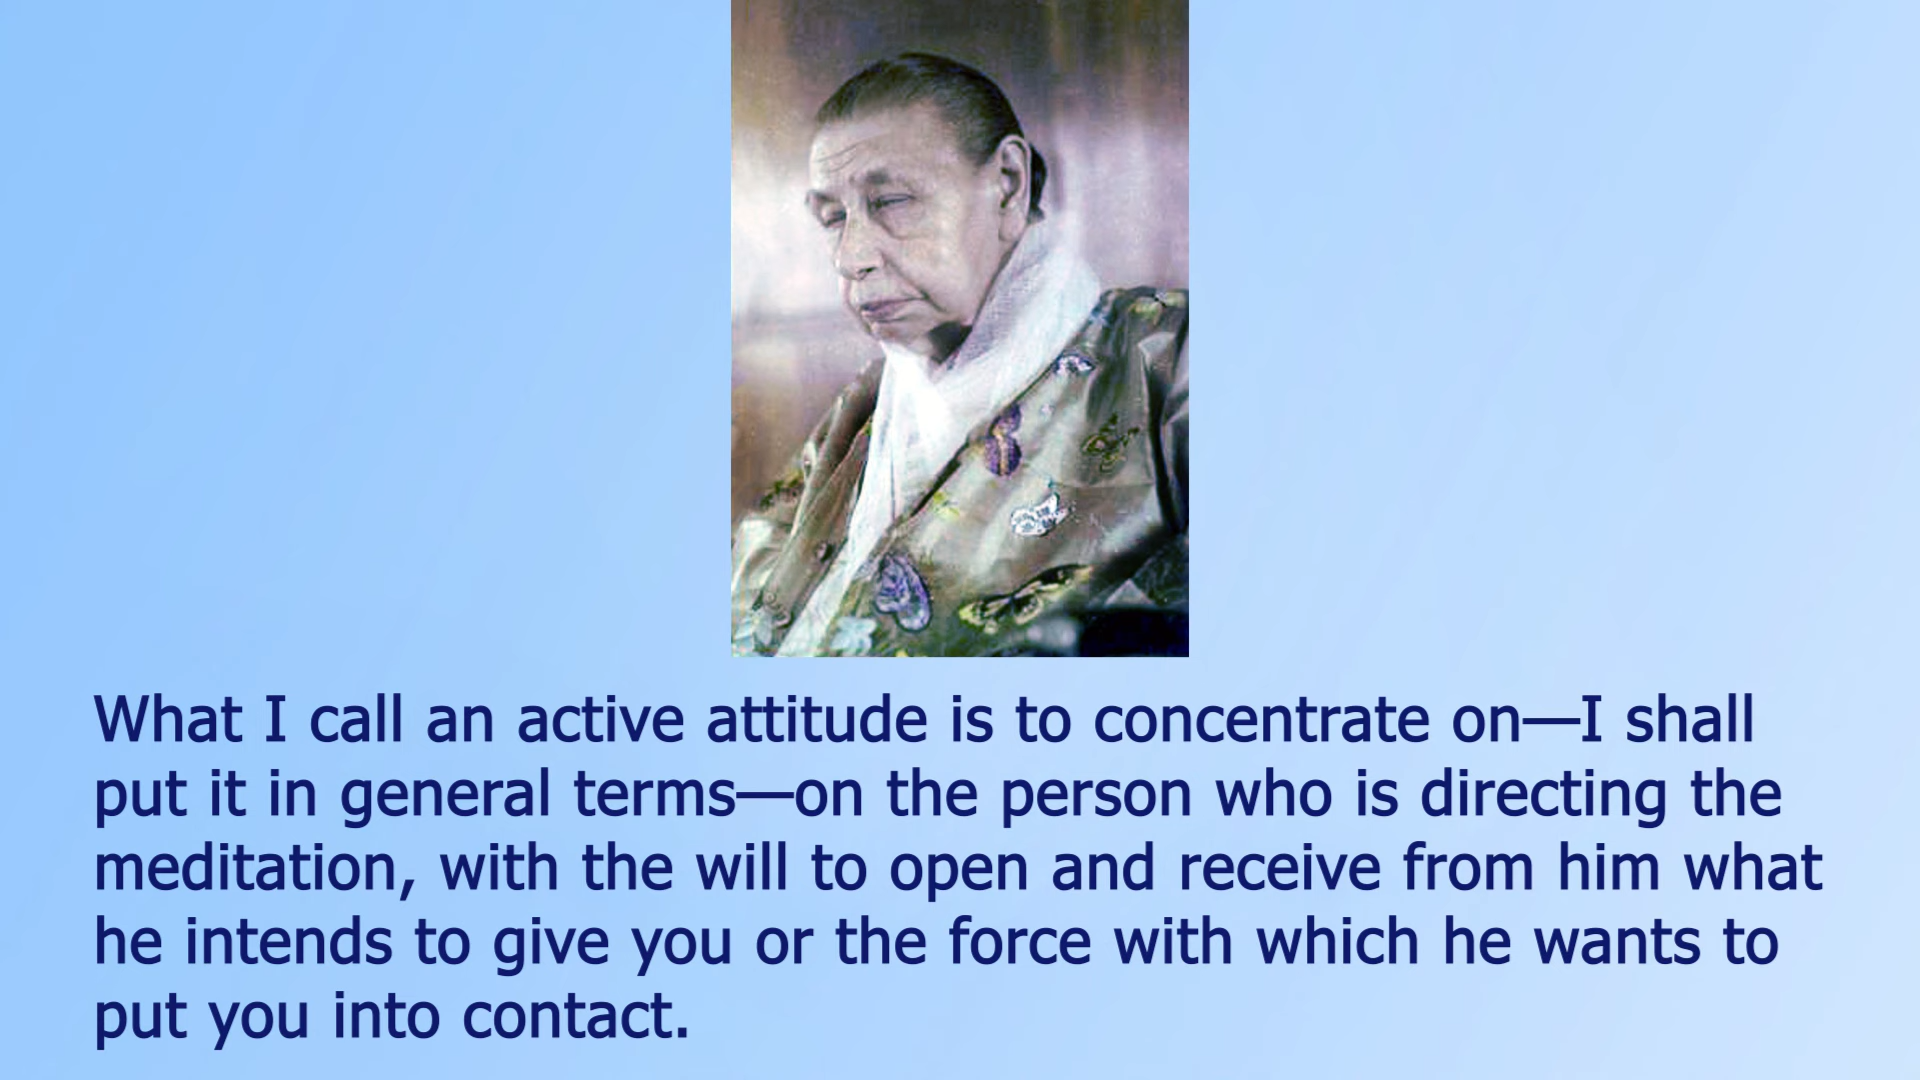 What I call an active attitude is to concentrate on—I shall
put it in general terms—on the person who is directing the
meditation, with the will to open and receive from him what
he intends to give you or the force with which he wants to
put you into contact.